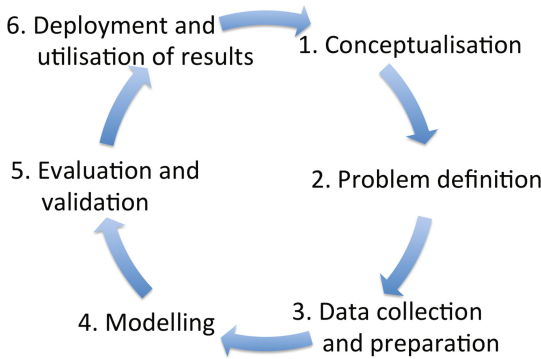 1. Conceptualisation
2. Problem definition
3. Data collection
and preparation
4. Modelling
5. Evaluation and
validation
6. Deployment and
utilisation of results